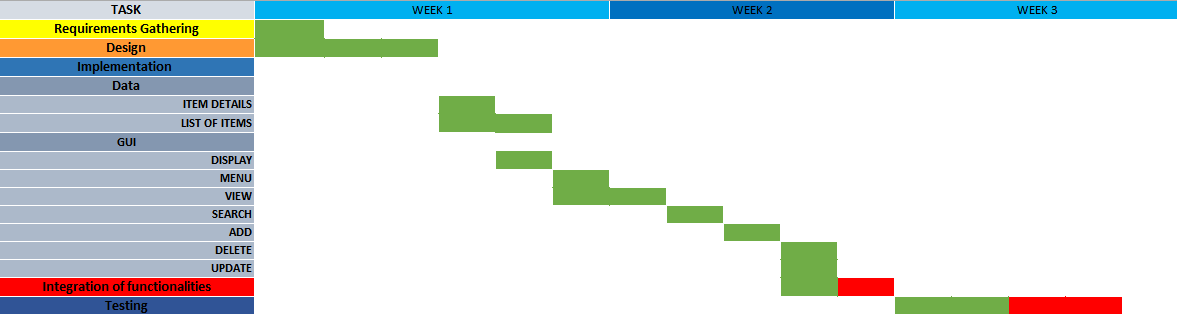 TASK WEEK 1 WEEK 2 WEEK 3
Requirements Gathering
Design
Implementation
Data
ITEM DETAILS
LIST OF ITEMS
GUI
DISPLAY
MENU
VIEW
SEARCH
ADD
DELETE
UPDATE
Integration of functionalities
Testing